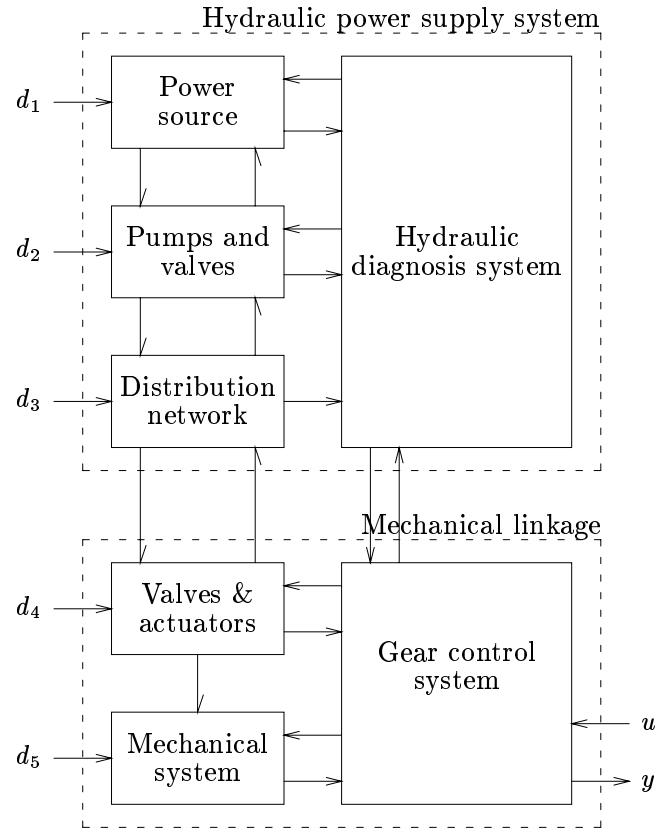 Hydraulic power supply system
d₁
Power
source
d₂
Pumps and
valves
Hydraulic
diagnosis system
d₃
Distribution
network
Mechanical linkage
d₄
Valves &
actuators
Gear control
system
d₅
Mechanical
system
u
y